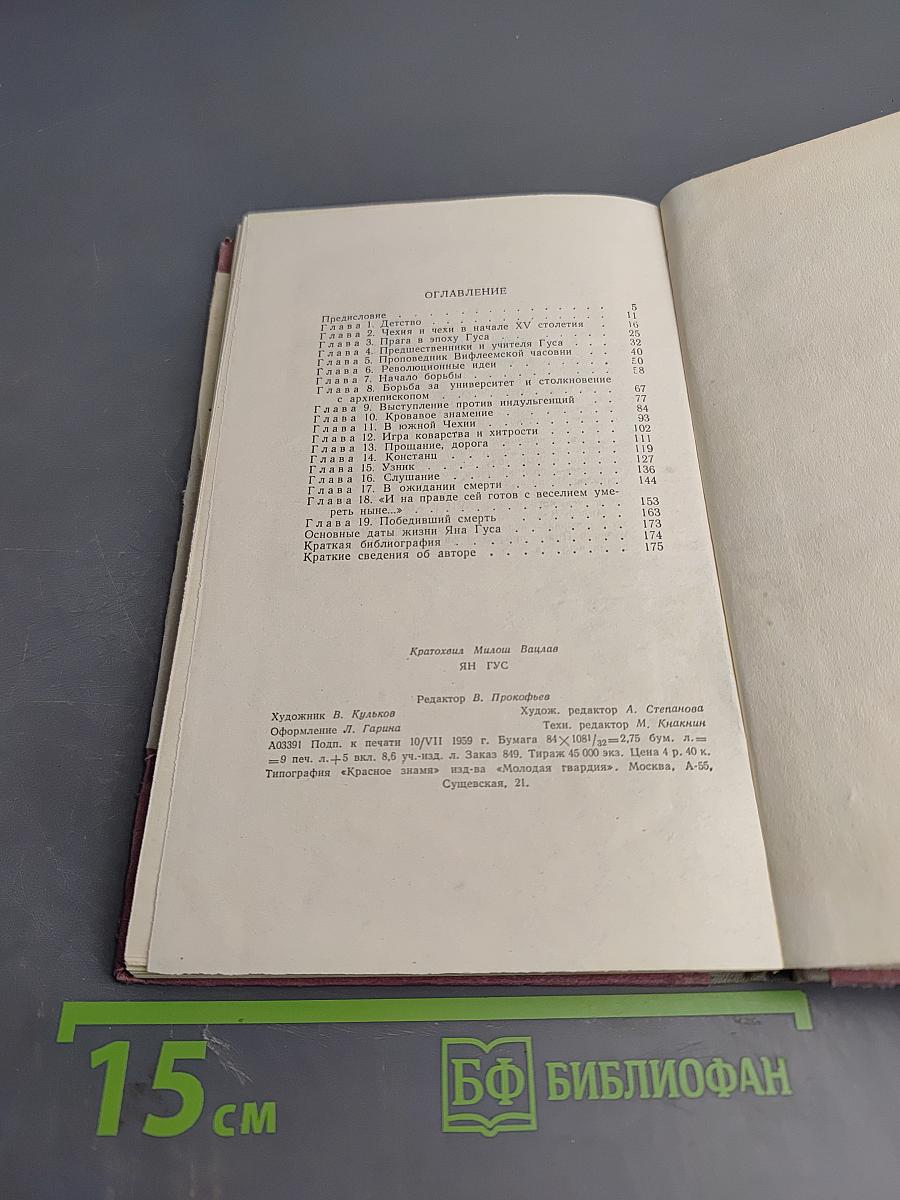 ОГЛАВЛЕНИЕ
Предисловие . . . . . . . . . . . . . . 5
Глава 1. Детство . . . . . . . . . . . . 11
Глава 2. Чехия и чехи в начале XV столетия . 16
Глава 3. Прага в эпоху Гуса . . . . . . . 25
Глава 4. Предшественники и учителя Гуса . . . 32
Глава 5. Проповедник Вифлеемской часовни . . 40
Глава 6. Революционные идеи . . . . . . . 50
Глава 7. Начало борьбы . . . . . . . . . 58
Глава 8. Борьба за университет и столкновение
с архиепископом . . . . . . . . . . 67
Глава 9. Выступление против индульгенций . . 77
Глава 10. Кровавое знамение . . . . . . . 84
Глава 11. В южной Чехии . . . . . . . . 93
Глава 12. Игра коварства и хитрости . . . . 102
Глава 13. Прощание, дорога . . . . . . . 111
Глава 14. Констанц . . . . . . . . . . 119
Глава 15. Узник . . . . . . . . . . . . 127
Глава 16. Слушание . . . . . . . . . . 136
Глава 17. В ожидании смерти . . . . . . . 144
Глава 18. «И на правде сей готов с веселием уме-
реть ныне...» . . . . . . . . . . . 153
Глава 19. Победивший смерть . . . . . . . 163
Основные даты жизни Яна Гуса . . . . . . . 173
Краткая библиография . . . . . . . . . . 174
Краткие сведения об авторе . . . . . . . . 175
Кратохвил Милош Вацлав
ЯН ГУС
Редактор В. Прокофьев
Художник В. Кульков Худож. редактор А. Степанова
Оформление Л. Гарина Техн. редактор М. Кнакнин
А03391 Подп. к печати 10/VII 1959 г. Бумага 84×108¹/₃₂=2,75 бум. л.=
=9 печ. л.+5 вкл. 8,6 уч.-изд. л. Заказ 849. Тираж 45 000 экз. Цена 4 р. 40 к.
Типография «Красное знамя» изд-ва «Молодая гвардия». Москва, А-55,
Сущевская, 21.
15 см
БФ БИБЛИОФАН